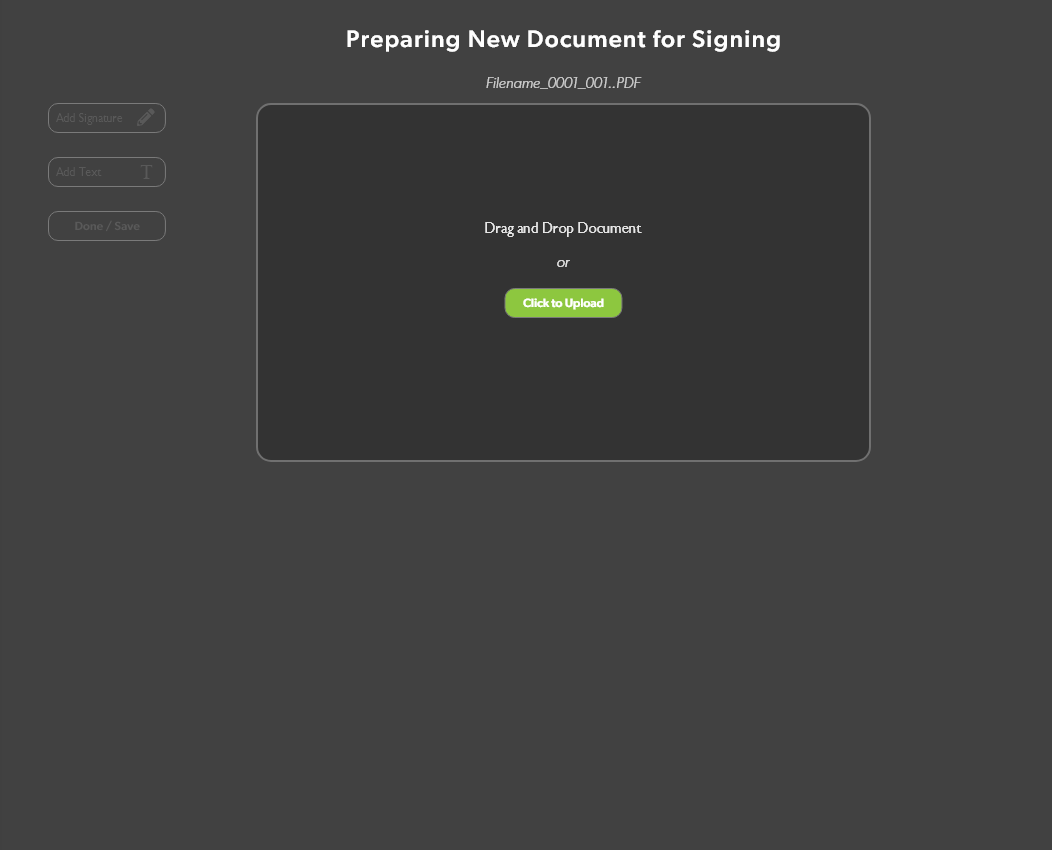 Preparing New Document for Signing
Filename_0001_001..PDF
Add Signature
Add Text
T
Done / Save
Drag and Drop Document
or
Click to Upload